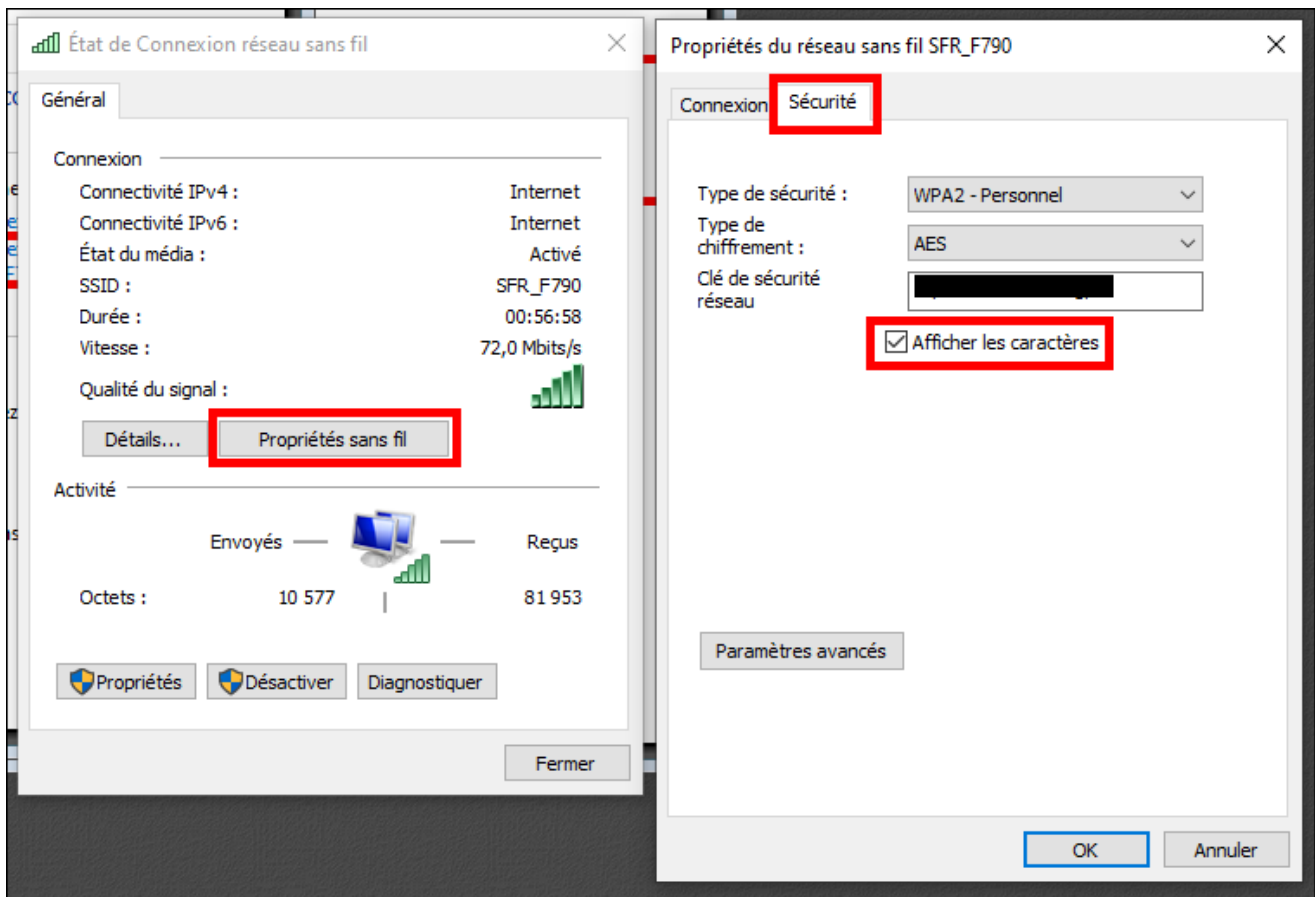 État de Connexion réseau sans fil
Général
Connexion
Connectivité IPv4 : Internet
Connectivité IPv6 : Internet
État du média : Activé
SSID : SFR_F790
Durée : 00:56:58
Vitesse : 72,0 Mbits/s
Qualité du signal :
Détails... Propriétés sans fil
Activité
Envoyés Reçus
Octets : 10 577 81 953
Propriétés Désactiver Diagnostiquer
Fermer
Propriétés du réseau sans fil SFR_F790
Connexion Sécurité
Type de sécurité : WPA2 - Personnel
Type de
chiffrement : AES
Clé de sécurité
réseau
Afficher les caractères
Paramètres avancés
OK Annuler